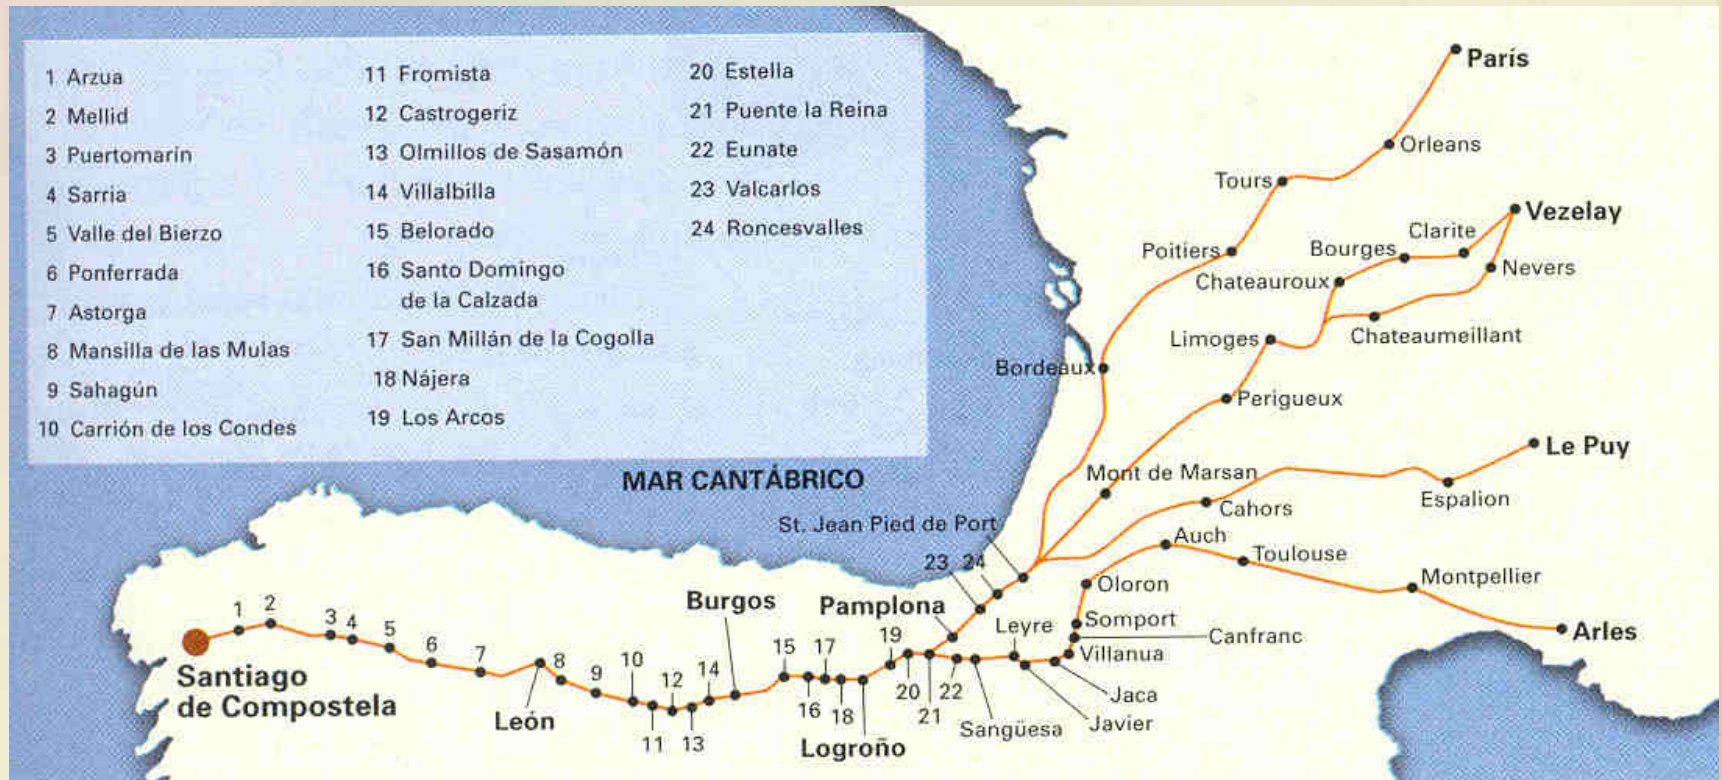 1 Arzua
2 Mellid
3 Puertomarín
4 Sarria
5 Valle del Bierzo
6 Ponferrada
7 Astorga
8 Mansilla de las Mulas
9 Sahagún
10 Carrión de los Condes
11 Fromista
12 Castrogeriz
13 Olmillos de Sasamón
14 Villalbilla
15 Belorado
16 Santo Domingo
de la Calzada
17 San Millán de la Cogolla
18 Nájera
19 Los Arcos
20 Estella
21 Puente la Reina
22 Eunate
23 Valcarlos
24 Roncesvalles
París
Orleans
Tours
Vezelay
Clarite
Poitiers
Bourges
Nevers
Chateauroux
Limoges
Chateaumeillant
Bordeaux
Perigueux
Le Puy
MAR CANTÁBRICO
Mont de Marsan
Espalion
Cahors
St. Jean Pied de Port
Auch
Toulouse
23
24
Oloron
Montpellier
Burgos
Pamplona
1
2
3
4
5
6
7
Somport
Leyre
Canfranc
Arles
19
15
17
Villanua
Santiago
de Compostela
8
9
10
12
14
20
22
Jaca
16
18
21
Sangüesa
Javier
León
11
13
Logroño